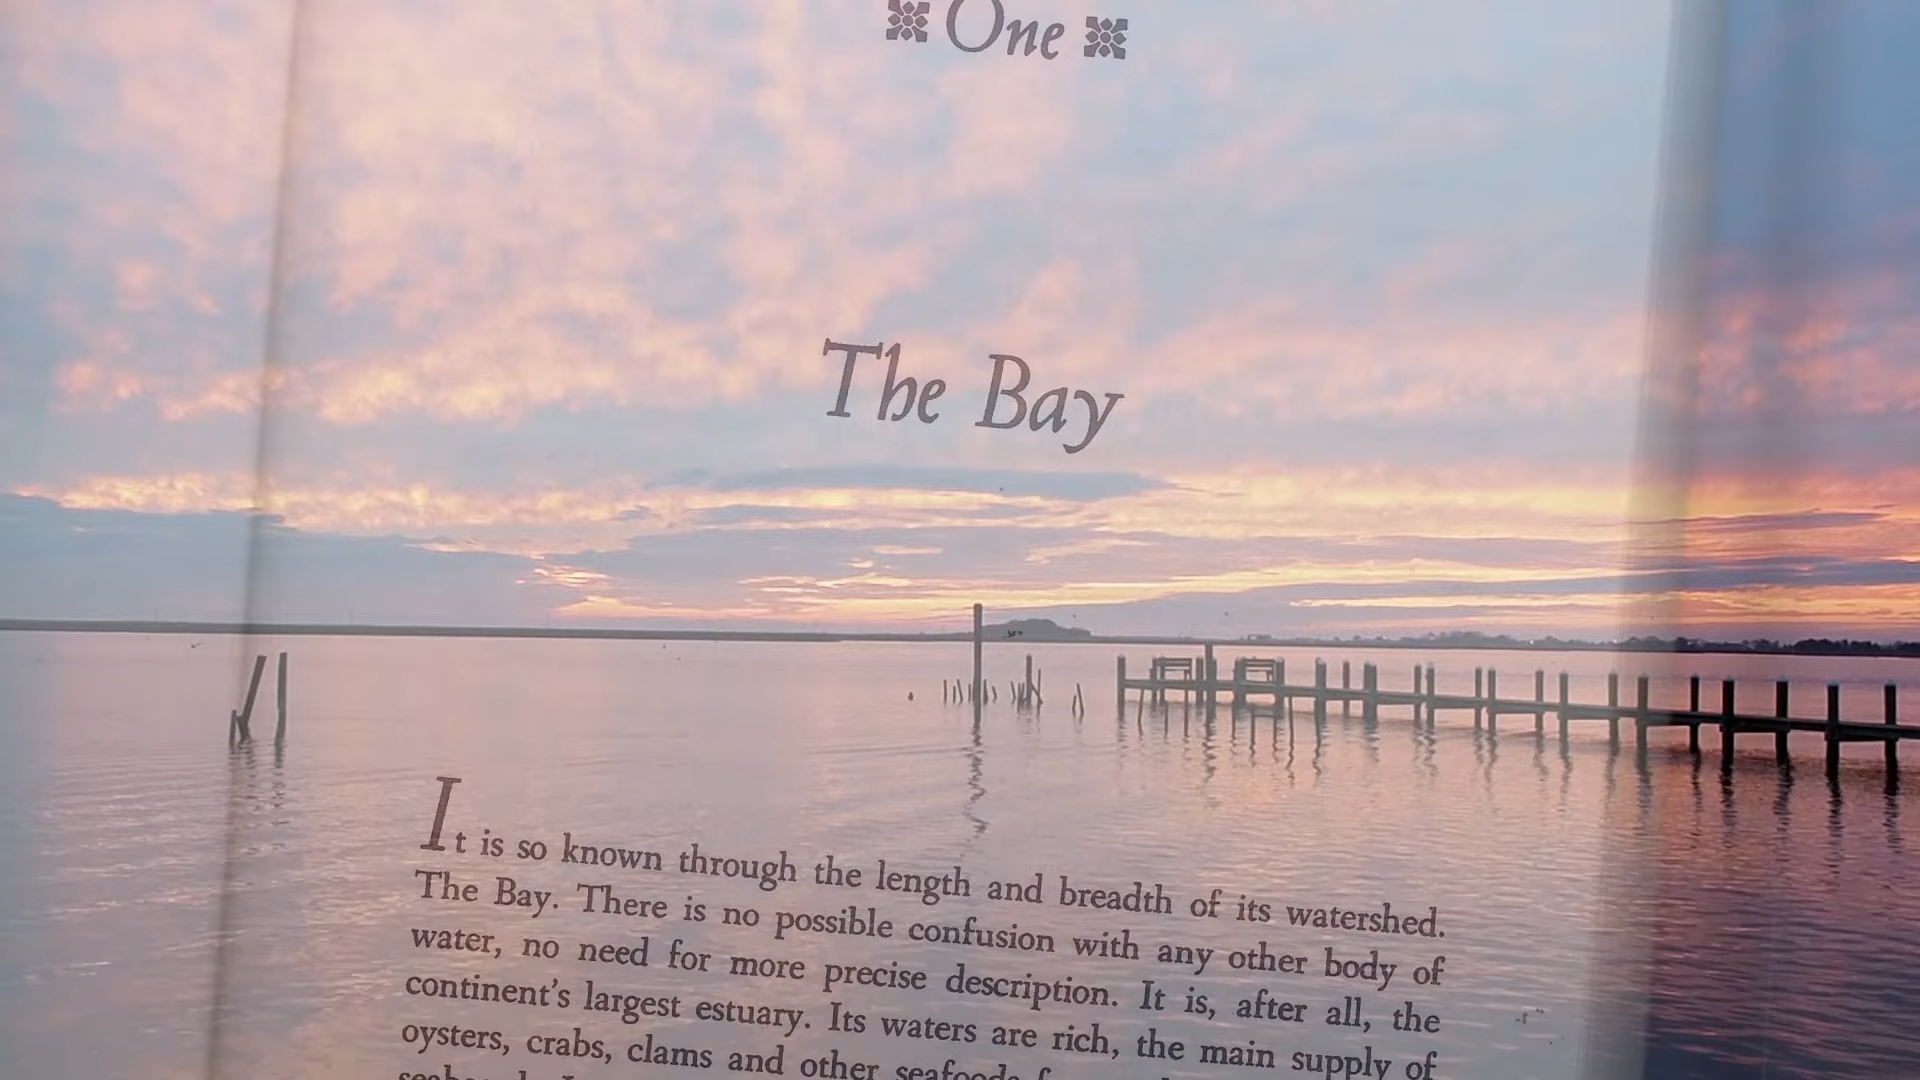 One
The Bay
It is so known through the length and breadth of its watershed.
The Bay. There is no possible confusion with any other body of
water, no need for more precise description. It is, after all, the
continent's largest estuary. Its waters are rich, the main supply of
oysters, crabs, clams and other seafoods